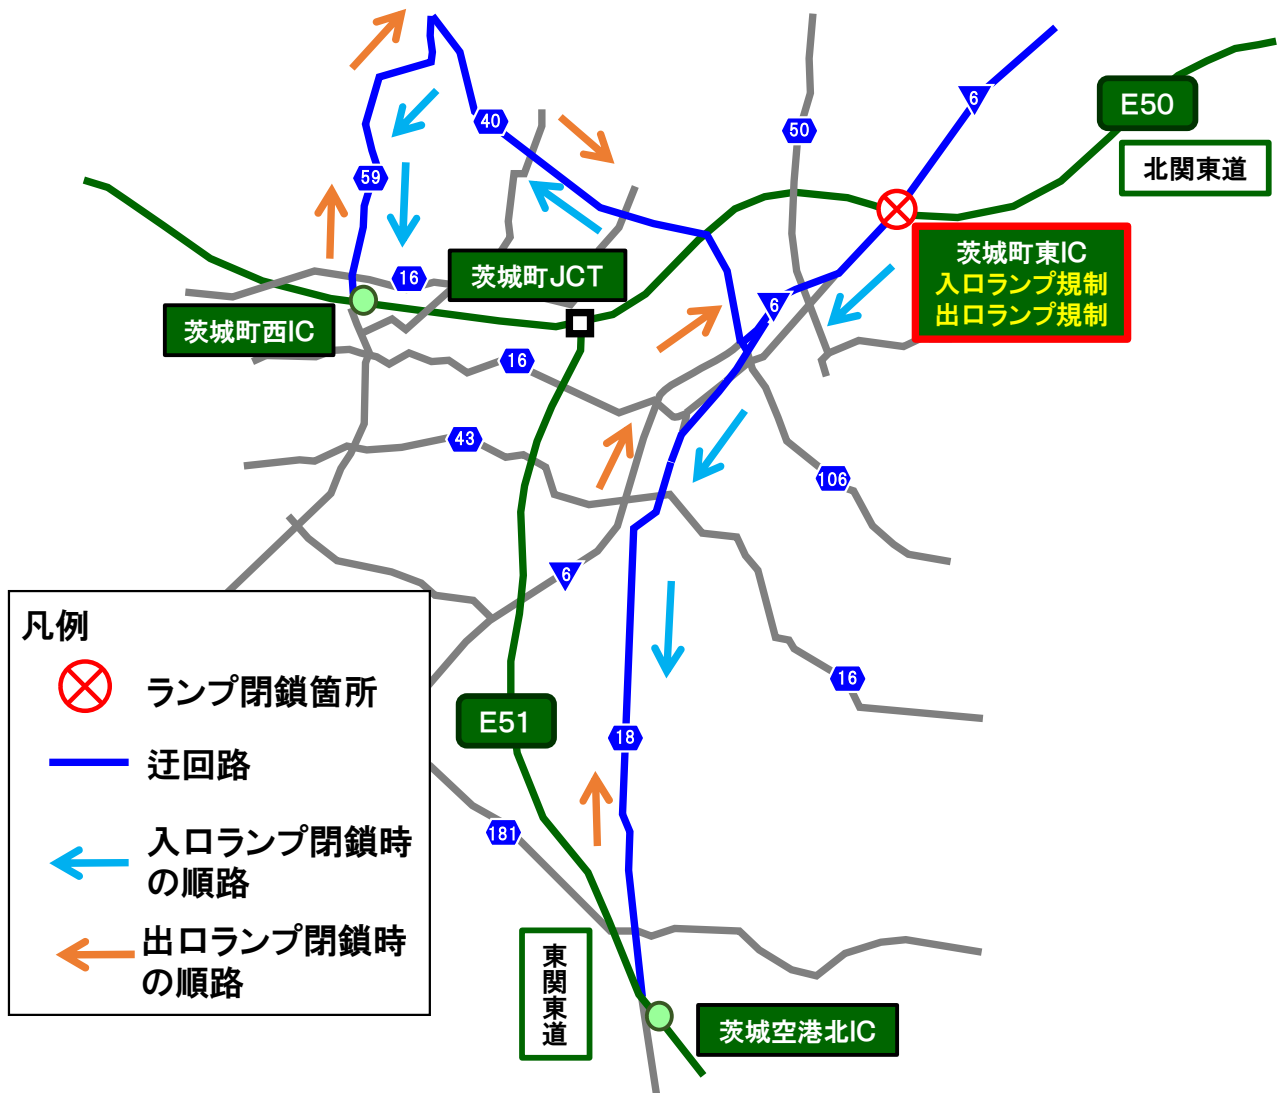 6
E50
50
40
北関東道
59
茨城町東IC
入口ランプ規制
出口ランプ規制
茨城町JCT
16
6
茨城町西IC
16
43
106
6
凡例
ランプ閉鎖箇所
迂回路
入口ランプ閉鎖時
の順路
出口ランプ閉鎖時
の順路
16
E51
18
181
東関東道
茨城空港北IC